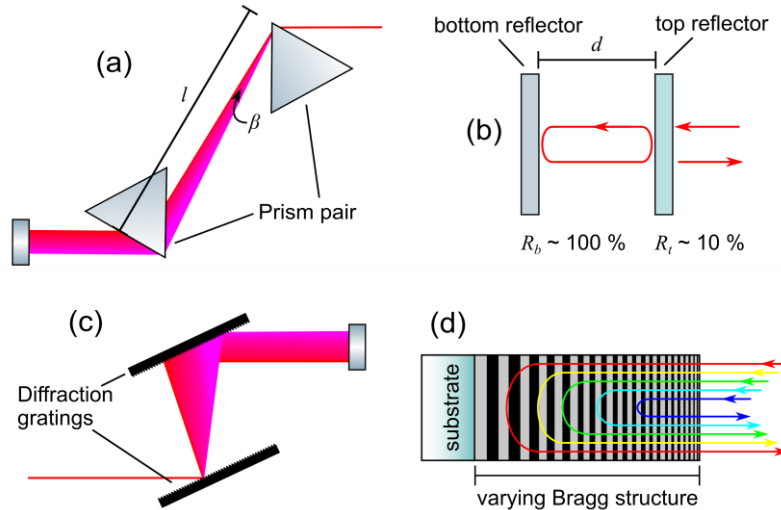 (a)
l
β
Prism pair
bottom reflector
top reflector
d
(b)
R_b ~ 100 %
R_t ~ 10 %
(c)
Diffraction
gratings
(d)
substrate
varying Bragg structure